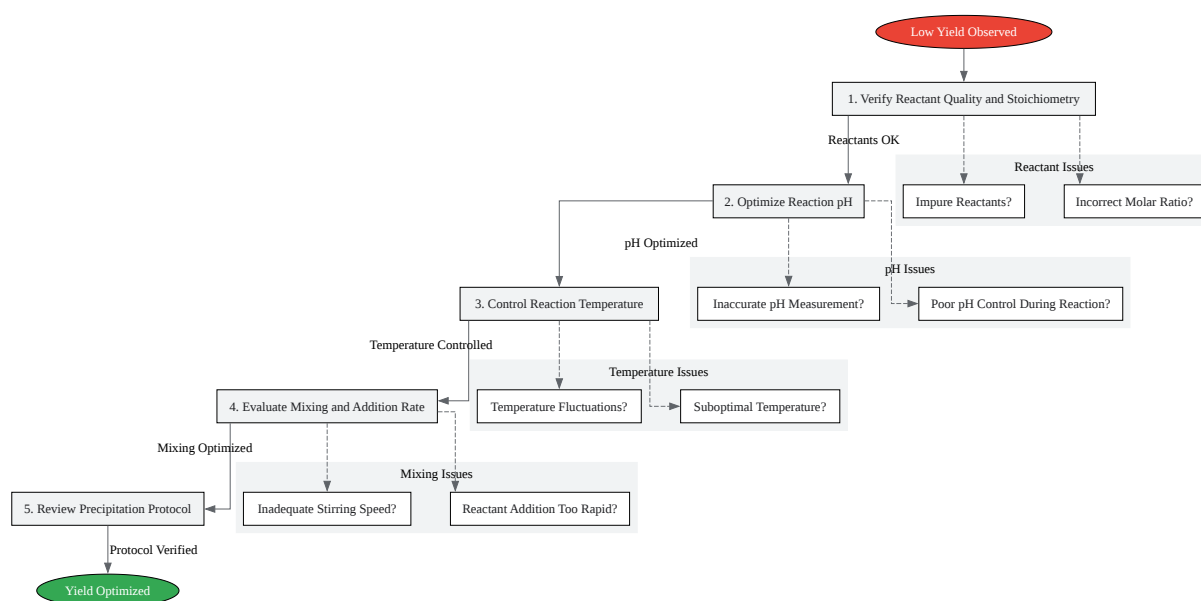 Low Yield Observed
1. Verify Reactant Quality and Stoichiometry
Reactants OK
Reactant Issues
Impure Reactants?
Incorrect Molar Ratio?
2. Optimize Reaction pH
pH Optimized
pH Issues
Inaccurate pH Measurement?
Poor pH Control During Reaction?
3. Control Reaction Temperature
Temperature Controlled
Temperature Issues
Temperature Fluctuations?
Suboptimal Temperature?
4. Evaluate Mixing and Addition Rate
Mixing Optimized
Mixing Issues
Inadequate Stirring Speed?
Reactant Addition Too Rapid?
5. Review Precipitation Protocol
Protocol Verified
Yield Optimized